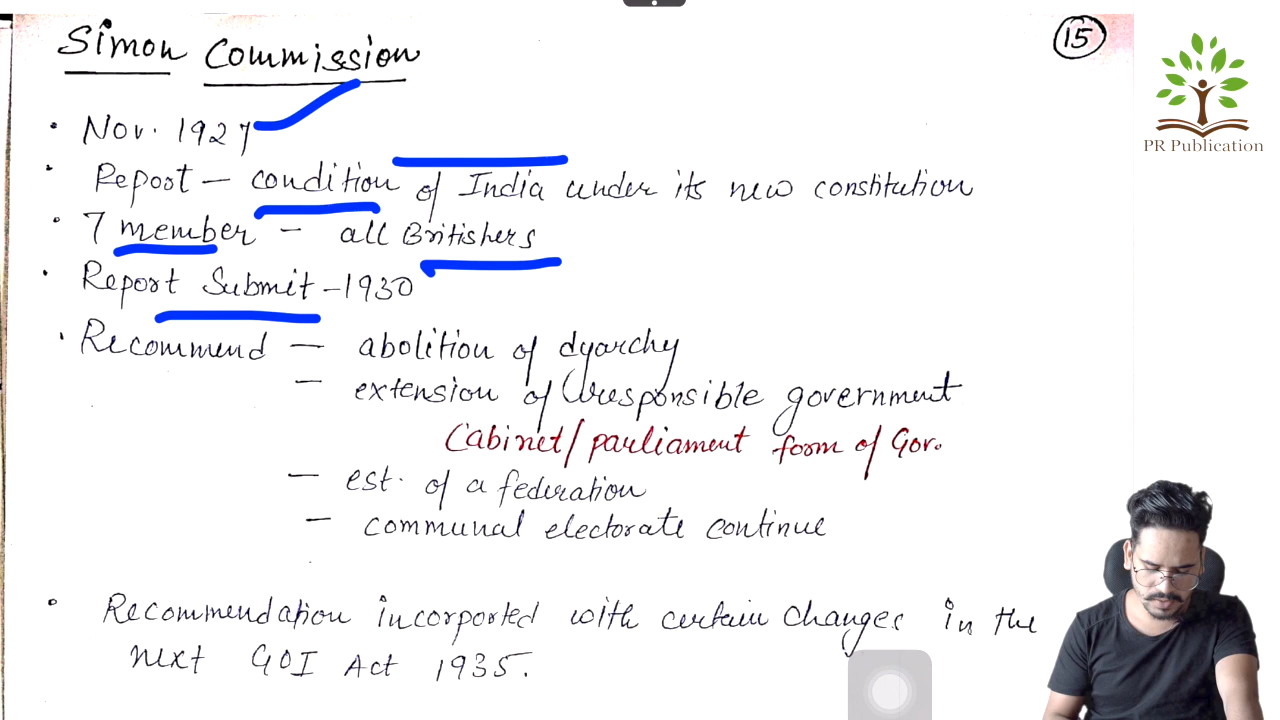 Simon Commission
15
PR Publication
• Nov. 1927
• Report – condition of India under its new constitution
• 7 member – all Britishers
• Report Submit – 1930
• Recommend – abolition of dyarchy
– extension of responsible government
Cabinet/parliament form of Gov.
– est. of a federation
– communal electorate continue
• Recommendation incorported with certain changes in the
next GOI Act 1935.